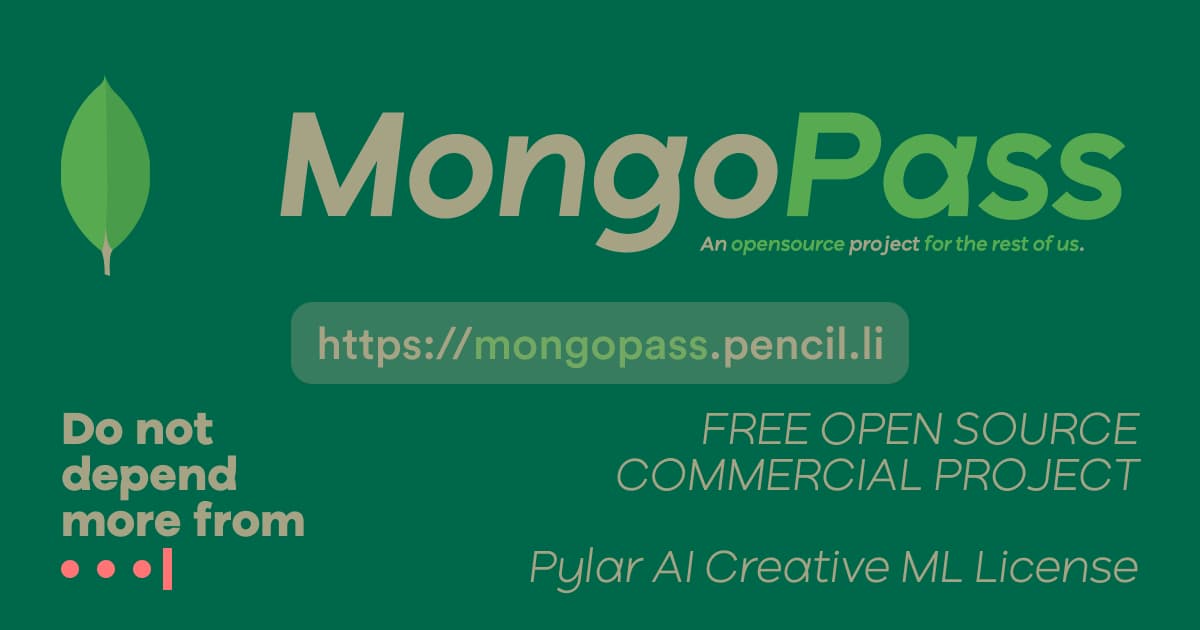 MongoPass
An opensource project for the rest of us.
https://mongopass.pencil.li
Do not
depend
more from
FREE OPEN SOURCE
COMMERCIAL PROJECT
Pylar AI Creative ML License